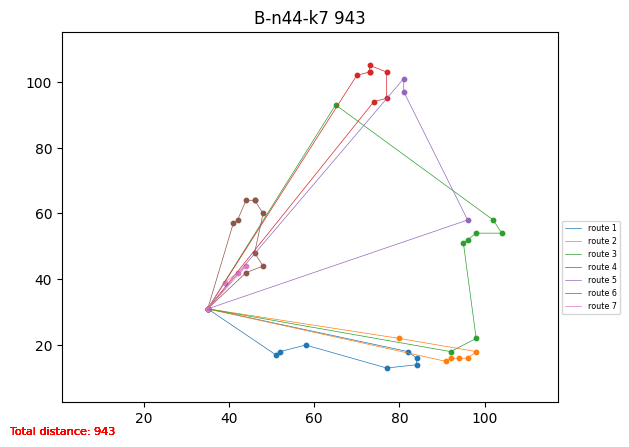 B-n44-k7 943
100
80
60
40
20
20
40
60
80
100
route 1
route 2
route 3
route 4
route 5
route 6
route 7
Total distance: 943